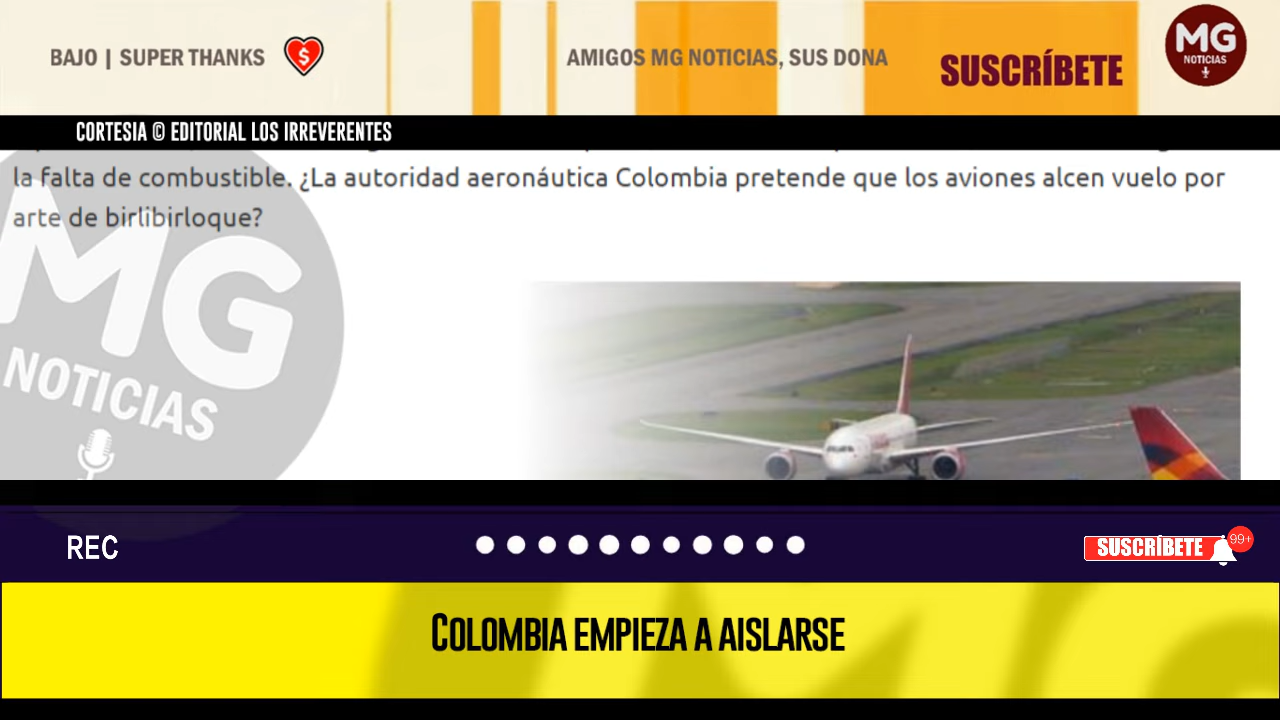 BAJO | SUPER THANKS
AMIGOS MG NOTICIAS, SUS DONA
SUSCRÍBETE
MG
NOTICIAS
CORTESIA © EDITORIAL LOS IRREVERENTES
la falta de combustible. ¿La autoridad aeronáutica Colombia pretende que los aviones alcen vuelo por
arte de birlibirloque?
MG
NOTICIAS
REC
SUSCRÍBETE
99+
COLOMBIA EMPIEZA A AISLARSE